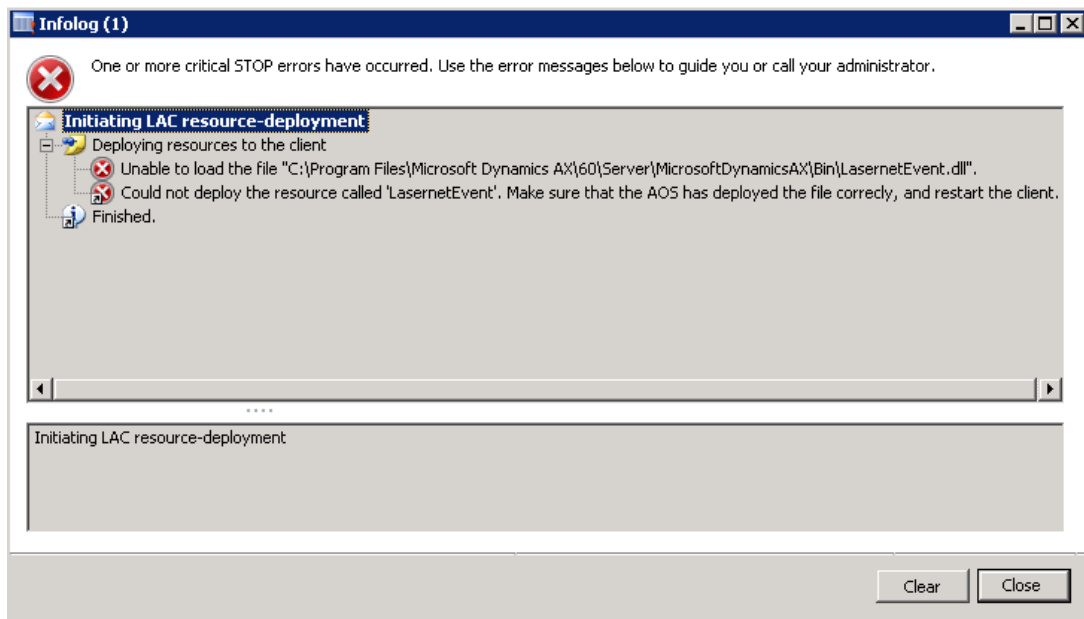 Infolog (1)
One or more critical STOP errors have occurred. Use the error messages below to guide you or call your administrator.
Initiating LAC resource-deployment
Deploying resources to the client
Unable to load the file "C:\Program Files\Microsoft Dynamics AX\60\Server\MicrosoftDynamicsAX\Bin\LasernetEvent.dll".
Could not deploy the resource called 'LasernetEvent'. Make sure that the AOS has deployed the file correcly, and restart the client.
Finished.
Initiating LAC resource-deployment
Clear
Close